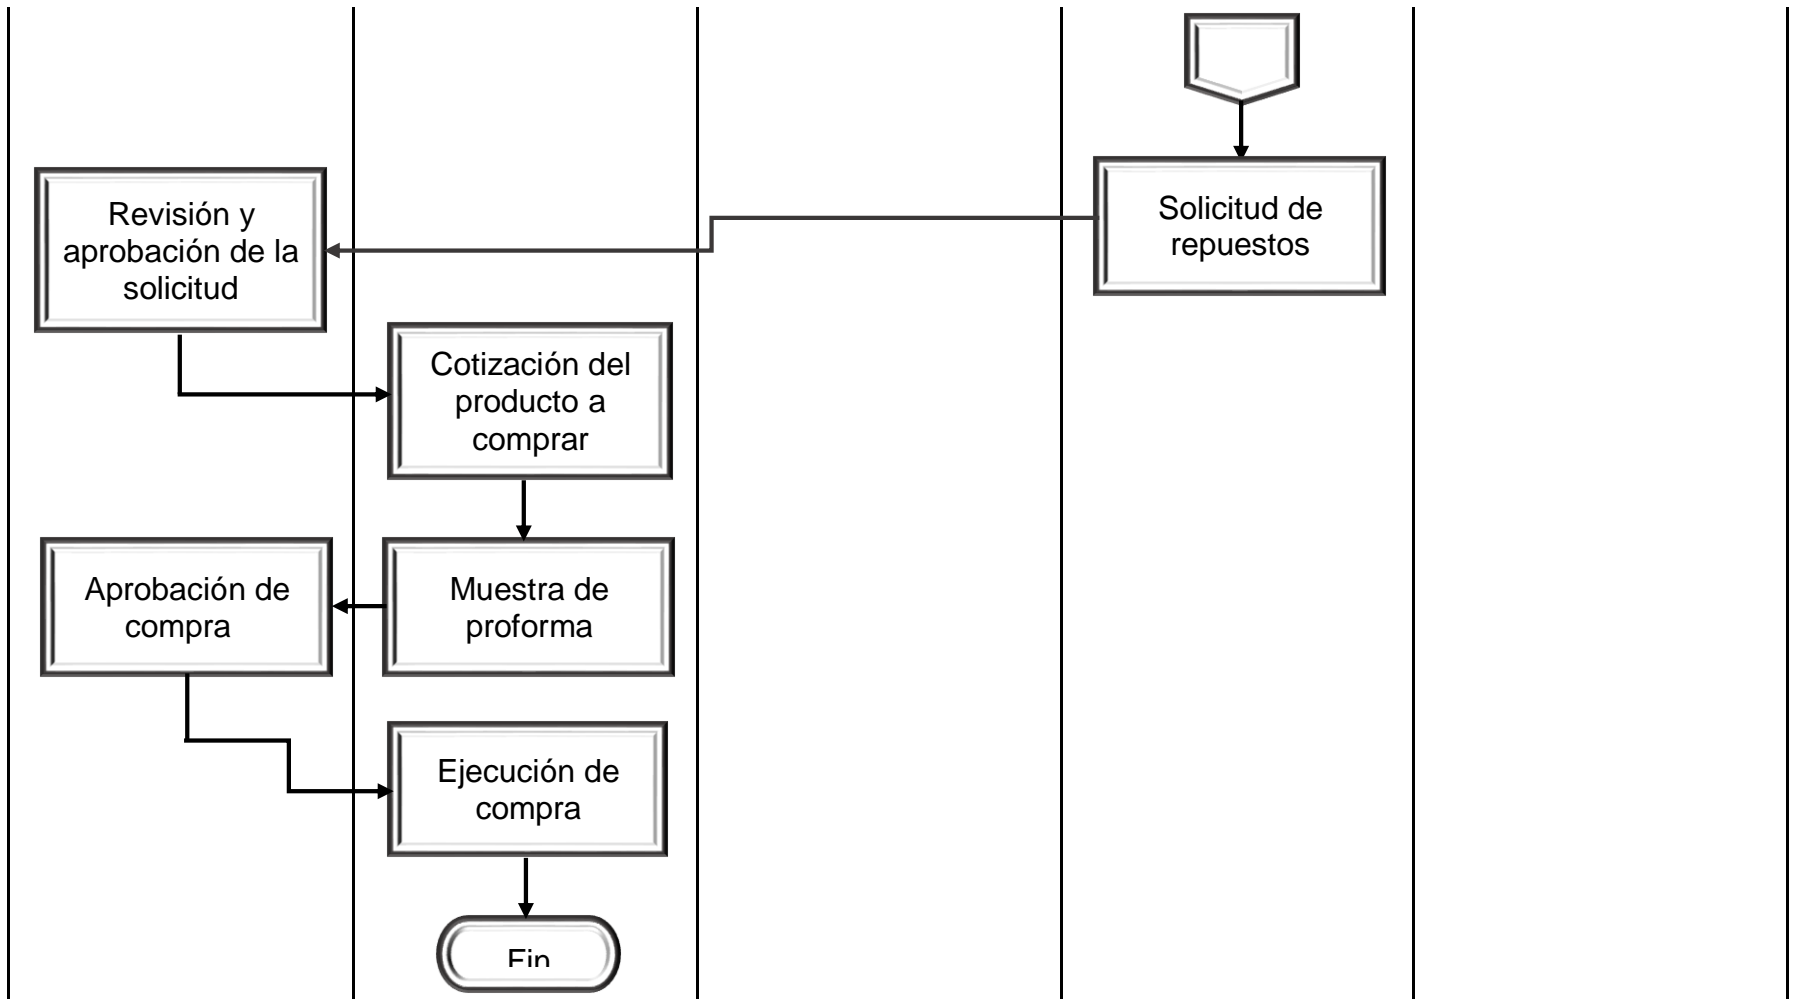 Solicitud de
repuestos
Revisión y
aprobación de la
solicitud
Cotización del
producto a
comprar
Muestra de
proforma
Aprobación de
compra
Ejecución de
compra
Fin